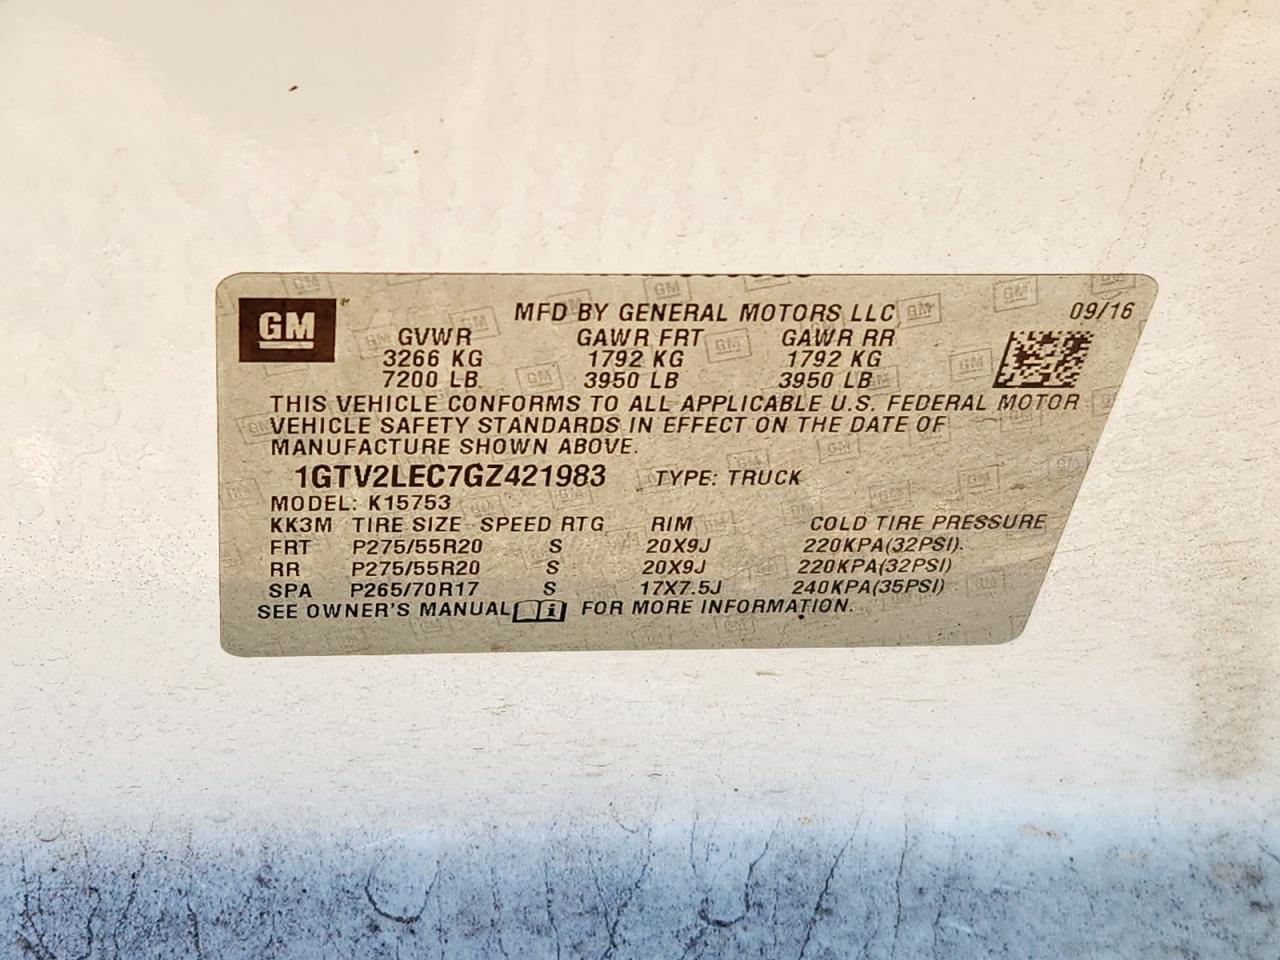 GM
MFD BY GENERAL MOTORS LLC 09/16
GVWR GAWR FRT GAWR RR
3266 KG 1792 KG 1792 KG
7200 LB 3950 LB 3950 LB
THIS VEHICLE CONFORMS TO ALL APPLICABLE U.S. FEDERAL MOTOR
VEHICLE SAFETY STANDARDS IN EFFECT ON THE DATE OF
MANUFACTURE SHOWN ABOVE.
1GTV2LEC7GZ421983 TYPE: TRUCK
MODEL: K15753
KK3M TIRE SIZE SPEED RTG RIM COLD TIRE PRESSURE
FRT P275/55R20 S 20X9J 220KPA(32PSI)
RR P275/55R20 S 20X9J 220KPA(32PSI)
SPA P265/70R17 S 17X7.5J 240KPA(35PSI)
SEE OWNER'S MANUAL i FOR MORE INFORMATION.